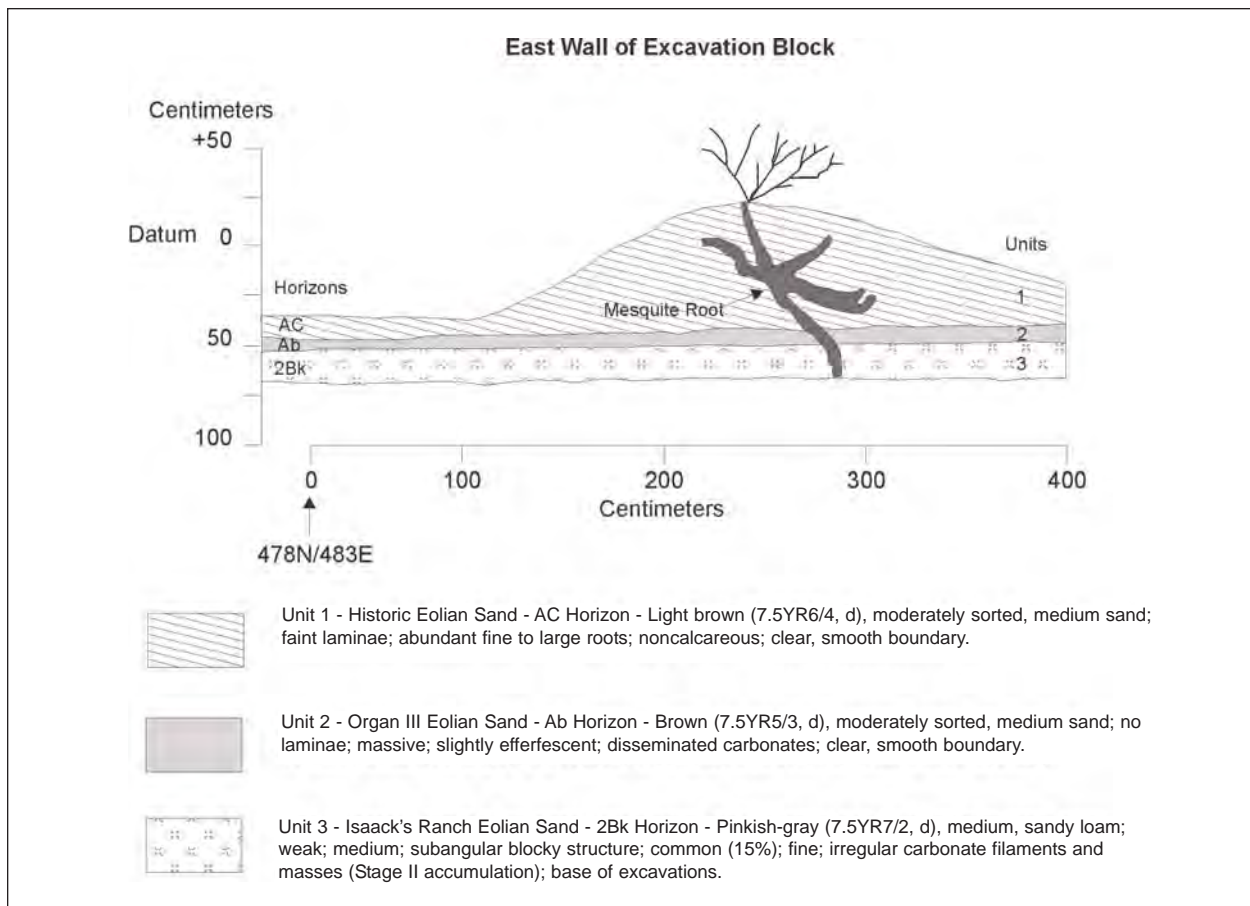 East Wall of Excavation Block
Centimeters
+50
Datum 0
Units
Horizons
1
Mesquite Root
AC
2
50
Ab
3
2Bk
100
0 100 200 300 400
Centimeters
478N/483E
Unit 1 - Historic Eolian Sand - AC Horizon - Light brown (7.5YR6/4, d), moderately sorted, medium sand;
faint laminae; abundant fine to large roots; noncalcareous; clear, smooth boundary.
Unit 2 - Organ III Eolian Sand - Ab Horizon - Brown (7.5YR5/3, d), moderately sorted, medium sand; no
laminae; massive; slightly efferfescent; disseminated carbonates; clear, smooth boundary.
Unit 3 - Isaack's Ranch Eolian Sand - 2Bk Horizon - Pinkish-gray (7.5YR7/2, d), medium, sandy loam;
weak; medium; subangular blocky structure; common (15%); fine; irregular carbonate filaments and
masses (Stage II accumulation); base of excavations.